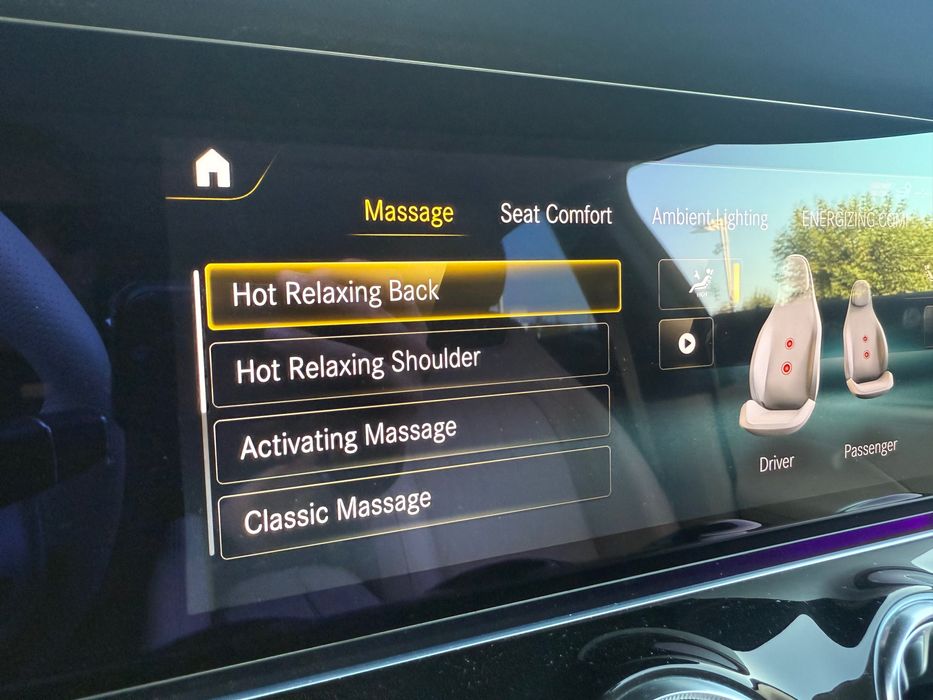 Massage
Seat Comfort
Ambient Lighting
ENERGIZING COM
Hot Relaxing Back
Hot Relaxing Shoulder
Activating Massage
Classic Massage
HOT
Driver
Passenger